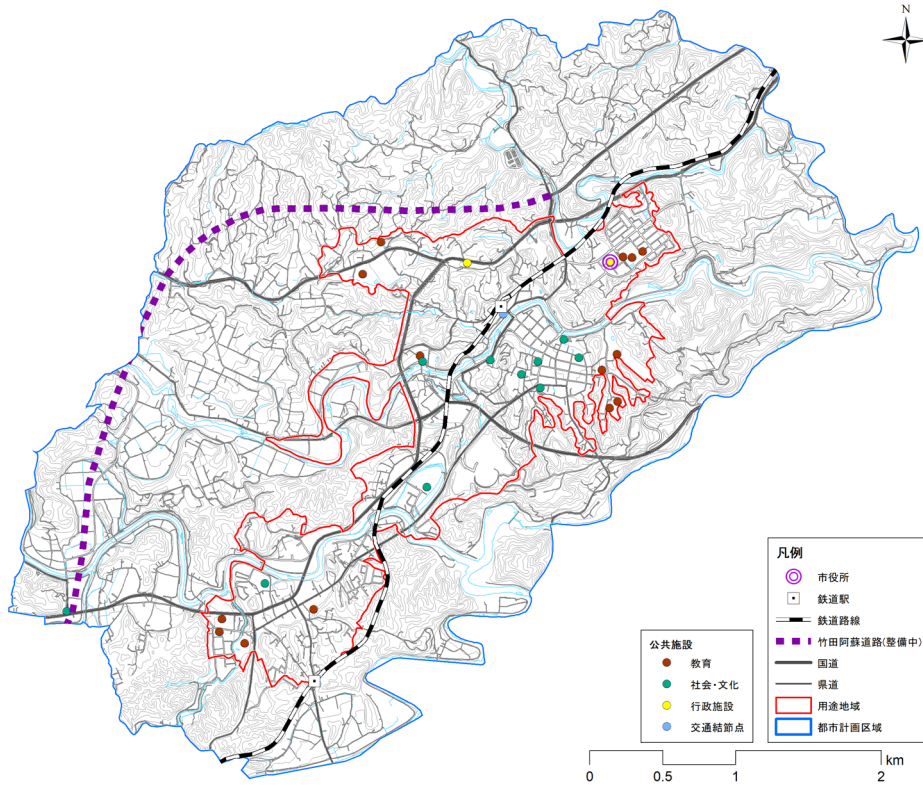 N
凡例
市役所
鉄道駅
鉄道路線
竹田阿蘇道路(整備中)
国道
県道
用途地域
都市計画区域
公共施設
教育
社会・文化
行政施設
交通結節点
km
0 0.5 1 2